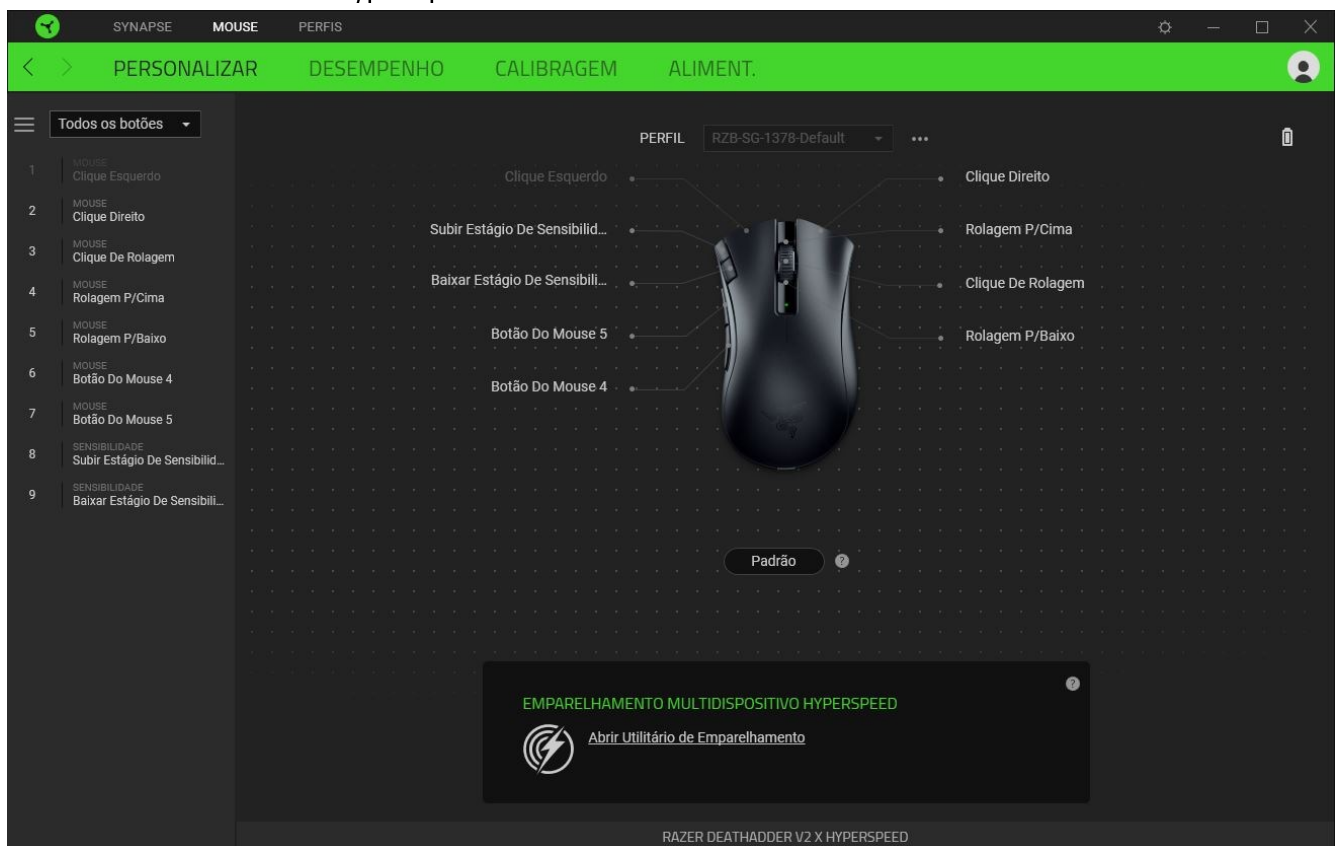 SYNAPSE MOUSE PERFIS
PERSONALIZAR DESEMPENHO CALIBRAGEM ALIMENT.
Todos os botões
PERFIL RZB-SG-1378-Default
1 MOUSE
Clique Esquerdo
2 MOUSE
Clique Direito
3 MOUSE
Clique De Rolagem
4 MOUSE
Rolagem P/Cima
5 MOUSE
Rolagem P/Baixo
6 MOUSE
Botão Do Mouse 4
7 MOUSE
Botão Do Mouse 5
8 SENSIBILIDADE
Subir Estágio De Sensibilid...
9 SENSIBILIDADE
Baixar Estágio De Sensibili...
Clique Esquerdo
Subir Estágio De Sensibilid...
Baixar Estágio De Sensibili...
Botão Do Mouse 5
Botão Do Mouse 4
Clique Direito
Rolagem P/Cima
Clique De Rolagem
Rolagem P/Baixo
Padrão ?
EMPARELHAMENTO MULTIDISPOSITIVO HYPERSPEED ?
Abrir Utilitário de Emparelhamento
RAZER DEATHADDER V2 X HYPERSPEED